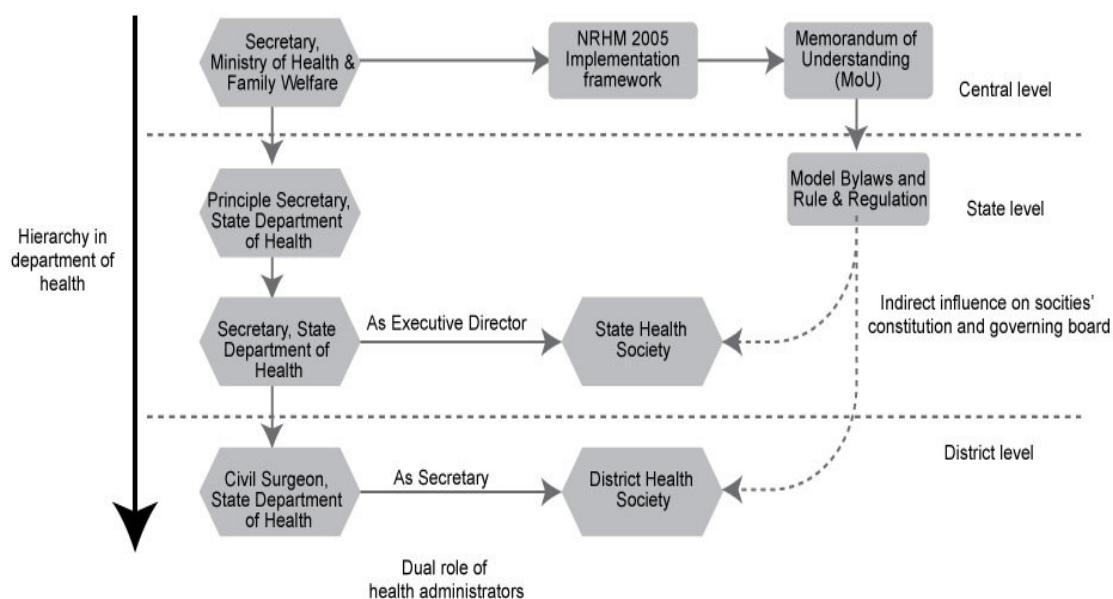 Secretary,
Ministry of Health &
Family Welfare
NRHM 2005
Implementation
framework
Memorandum of
Understanding
(MoU)
Central level
Principle Secretary,
State Department
of Health
Model Bylaws and
Rule & Regulation
State level
Hierarchy in
department of
health
Secretary, State
Department of
Health
As Executive Director
State Health
Society
Indirect influence on socities'
constitution and governing board
District level
Civil Surgeon,
State Department
of Health
As Secretary
District Health
Society
Dual role of
health administrators